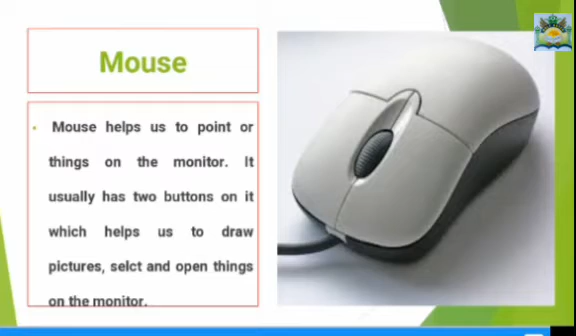 Mouse
Mouse helps us to point or
things on the monitor. It
usually has two buttons on it
which helps us to draw
pictures, selct and open things
on the monitor.